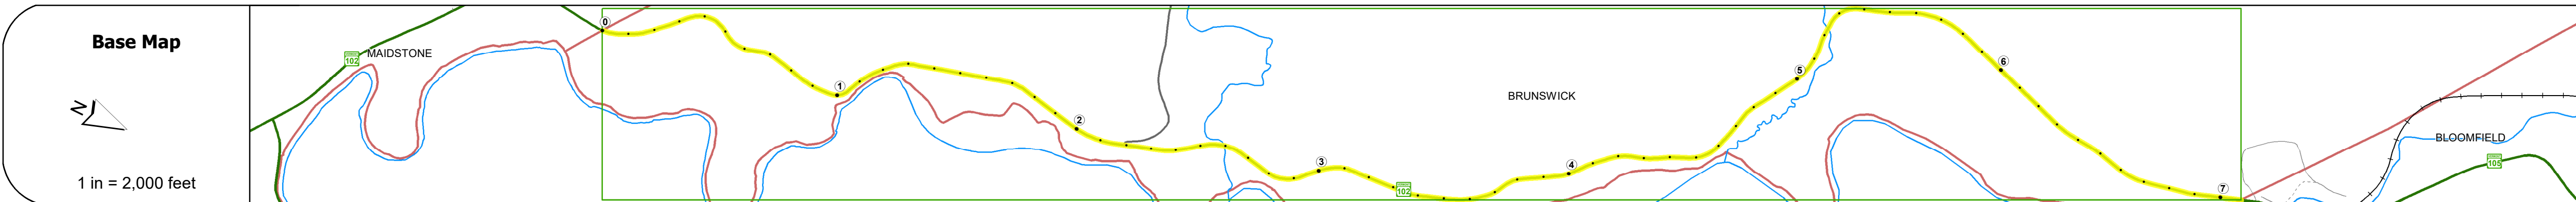 Base Map
N
1 in = 2,000 feet
102
MAIDSTONE
0
1
2
3
102
4
BRUNSWICK
5
6
7
BLOOMFIELD
105